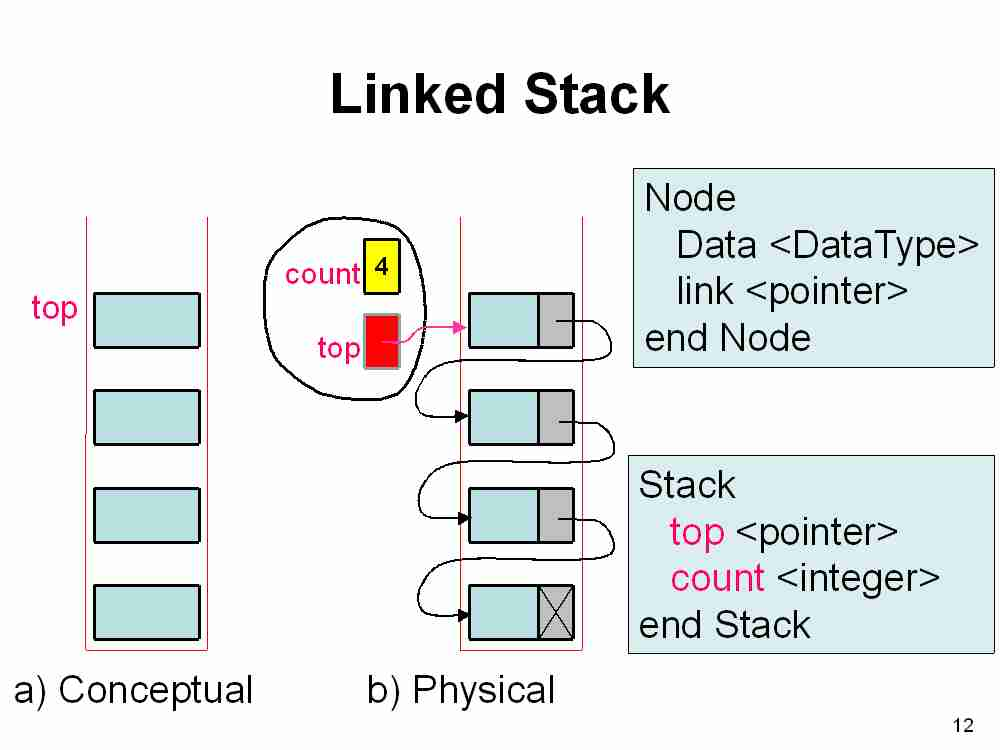 Linked Stack
top
count 4
top
Node
Data <DataType>
link <pointer>
end Node
Stack
top <pointer>
count <integer>
end Stack
a) Conceptual
b) Physical
12